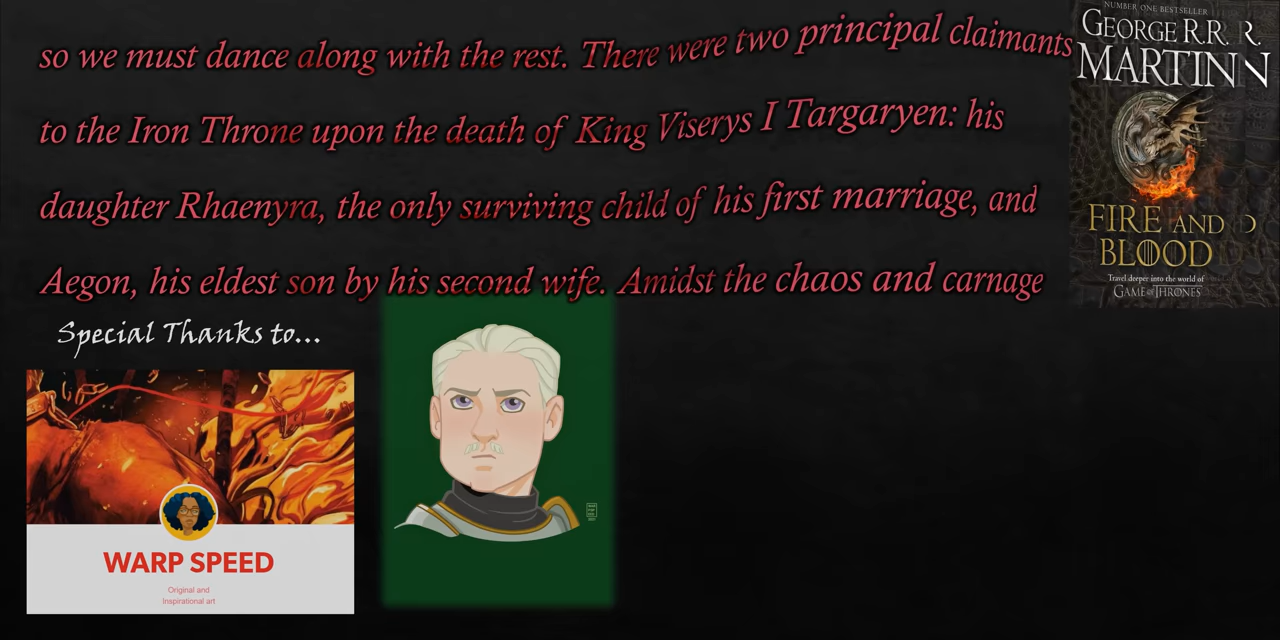 so we must dance along with the rest. There were two principal claimants
to the Iron Throne upon the death of King Viserys I Targaryen: his
daughter Rhaenyra, the only surviving child of his first marriage, and
Aegon, his eldest son by his second wife. Amidst the chaos and carnage
NUMBER ONE BESTSELLER
GEORGE R.R. R.
MARTINN N
FIRE AND D
BLOOD
Travel deeper into the world of
GAME OF THRONES
Special Thanks to...
WARP SPEED
Original and
Inspirational art